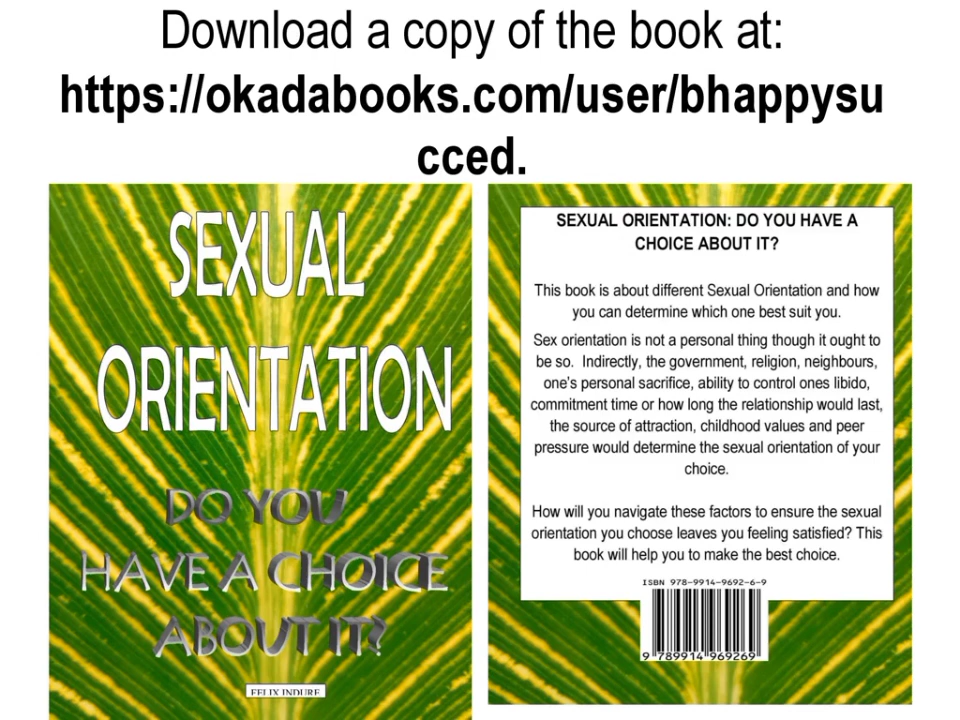 Download a copy of the book at:
https://okadabooks.com/user/bhappysu
cced.
SEXUAL
ORIENTATION
DO YOU
HAVE A CHOICE
ABOUT IT?
FELIX INDURE
SEXUAL ORIENTATION: DO YOU HAVE A
CHOICE ABOUT IT?
This book is about different Sexual Orientation and how
you can determine which one best suit you.
Sex orientation is not a personal thing though it ought to
be so. Indirectly, the government, religion, neighbours,
one's personal sacrifice, ability to control ones libido,
commitment time or how long the relationship would last,
the source of attraction, childhood values and peer
pressure would determine the sexual orientation of your
choice.
How will you navigate these factors to ensure the sexual
orientation you choose leaves you feeling satisfied? This
book will help you to make the best choice.
ISBN 978-9914-9692-6-9
9 789914 969269